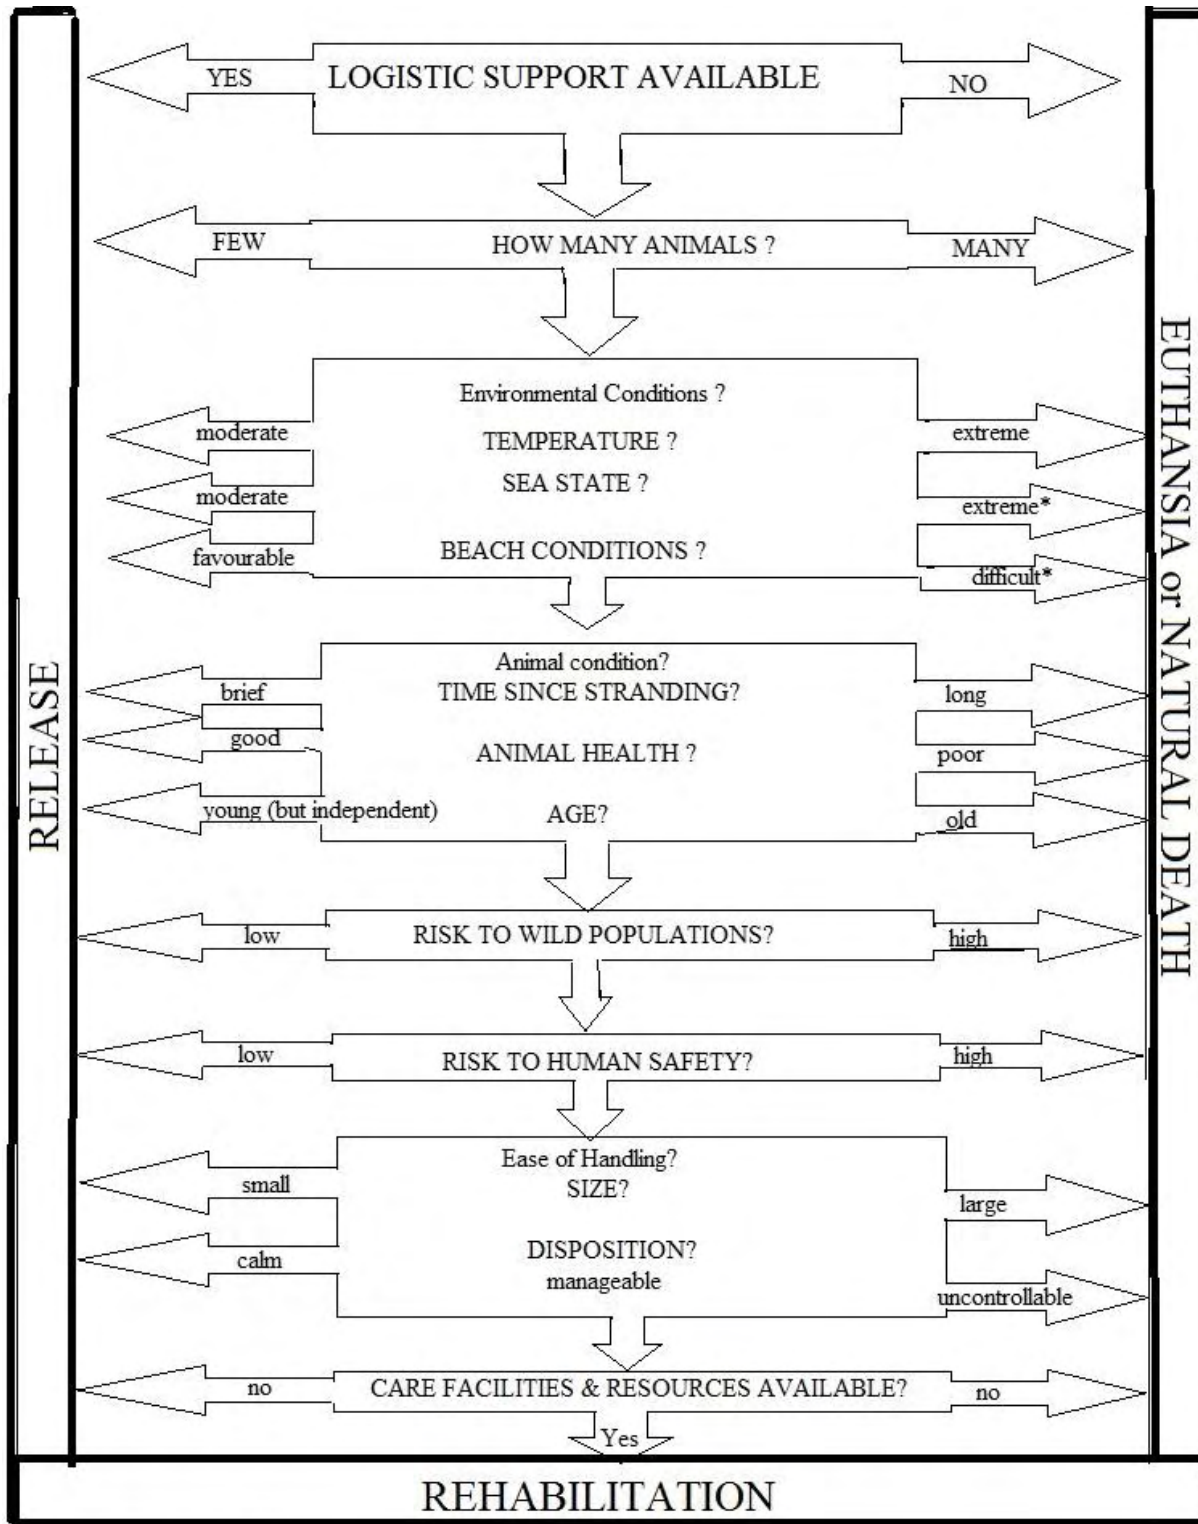 YES LOGISTIC SUPPORT AVAILABLE NO
FEW HOW MANY ANIMALS ? MANY
Environmental Conditions ?
moderate TEMPERATURE ? extreme
moderate SEA STATE ? extreme*
favourable BEACH CONDITIONS ? difficult*
Animal condition?
brief TIME SINCE STRANDING? long
good ANIMAL HEALTH ? poor
young (but independent) AGE? old
low RISK TO WILD POPULATIONS? high
low RISK TO HUMAN SAFETY? high
Ease of Handling?
small SIZE? large
calm DISPOSITION?
manageable uncontrollable
no CARE FACILITIES & RESOURCES AVAILABLE? no
Yes
RELEASE
EUTHANSIA or NATURAL DEATH
REHABILITATION